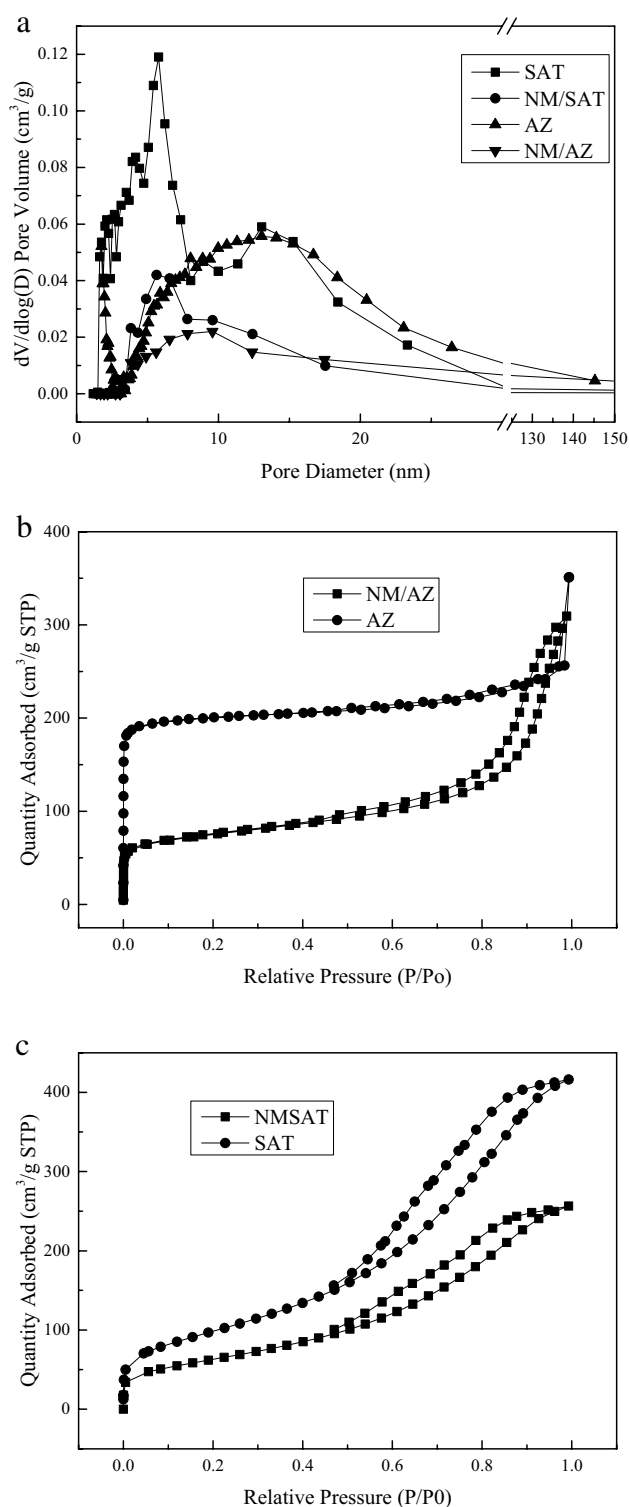 a
dV/dlog(D) Pore Volume (cm³/g)
0.12
0.10
0.08
0.06
0.04
0.02
0.00
SAT
NM/SAT
AZ
NM/AZ
0 10 20 130 140 150
Pore Diameter (nm)
b
Quantity Adsorbed (cm³/g STP)
400
300
200
100
0
NM/AZ
AZ
0.0 0.2 0.4 0.6 0.8 1.0
Relative Pressure (P/Po)
c
Quantity Adsorbed (cm³/g STP)
400
300
200
100
0
NMSAT
SAT
0.0 0.2 0.4 0.6 0.8 1.0
Relative Pressure (P/P0)